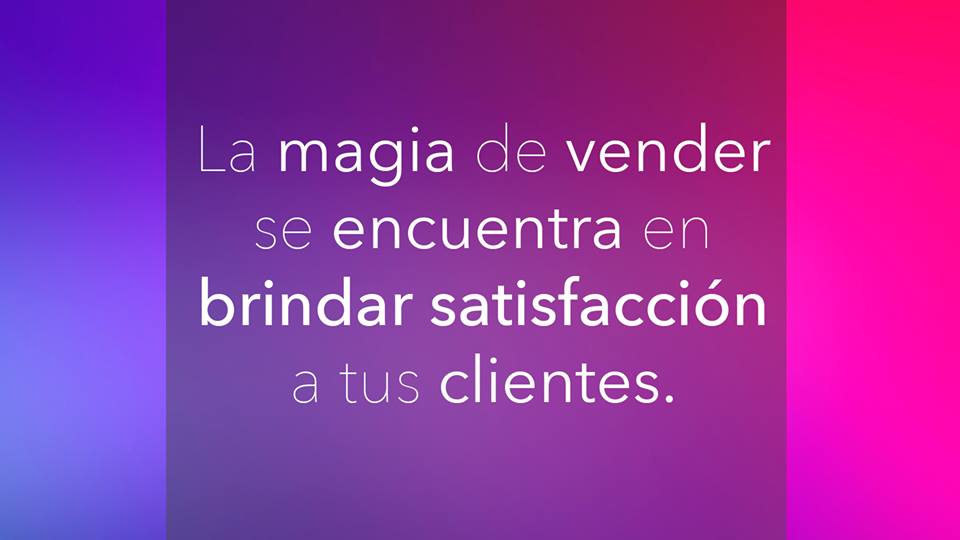 La magia de vender
se encuentra en
brindar satisfacción
a tus clientes.